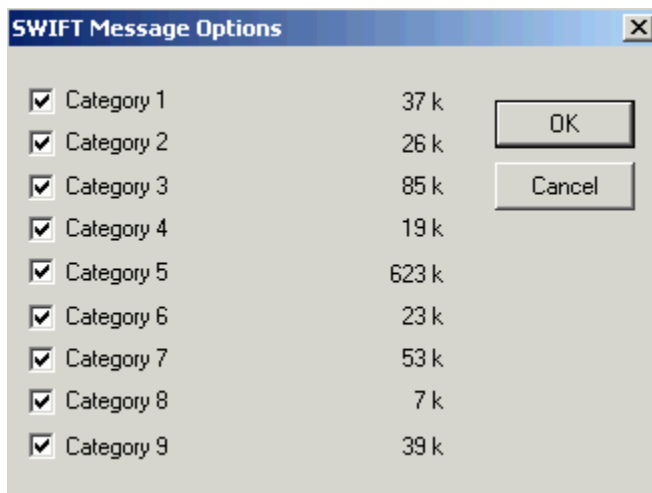 SWIFT Message Options
Category 1 37 k
OK
Category 2 26 k
Category 3 85 k
Cancel
Category 4 19 k
Category 5 623 k
Category 6 23 k
Category 7 53 k
Category 8 7 k
Category 9 39 k